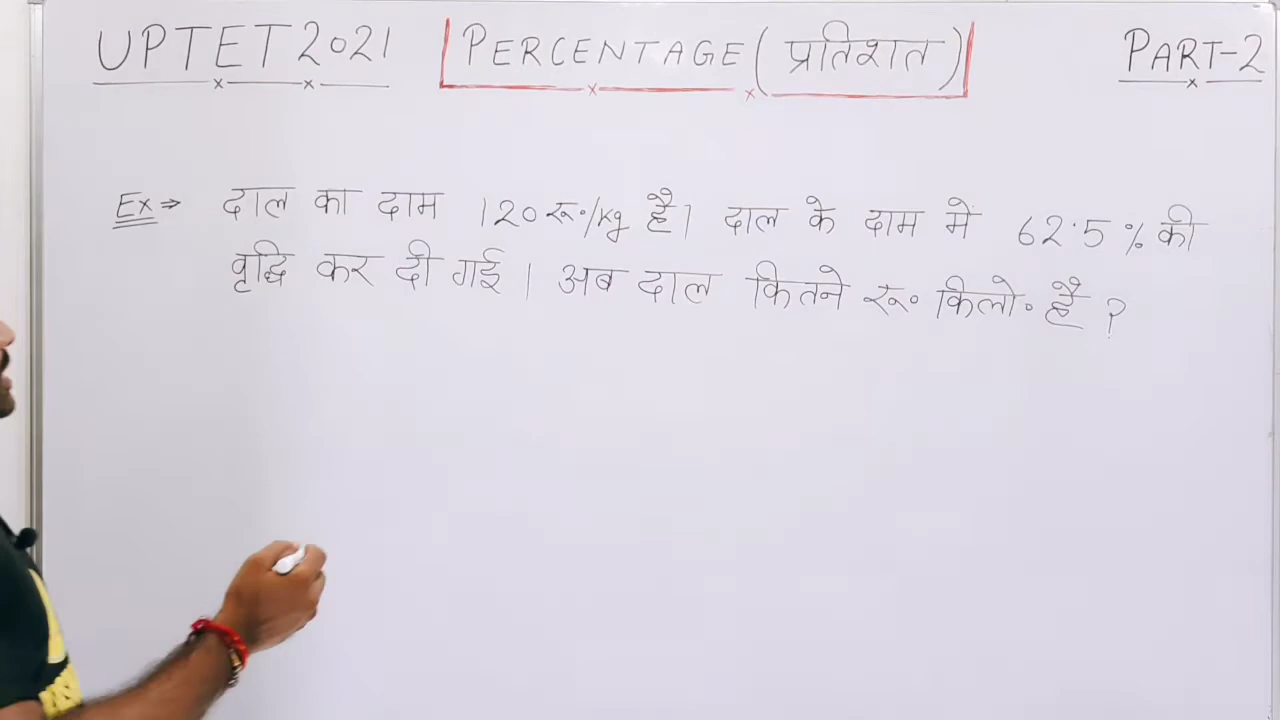 UPTET 2021
PERCENTAGE (प्रतिशत)
PART-2
Ex⇒ दाल का दाम 120 रू०/kg है। दाल के दाम में 62.5% की
वृद्धि कर दी गई। अब दाल कितने रू० किलो० है?